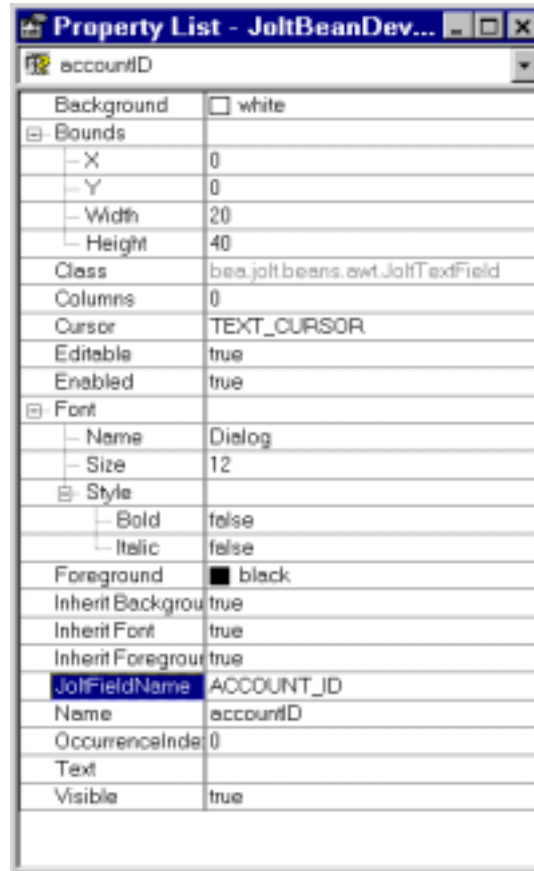 Property List - JoltBeanDev...
accountID
Background white
Bounds
X 0
Y 0
Width 20
Height 40
Class bea.jolt.beans.awt.JoltTextField
Columns 0
Cursor TEXT_CURSOR
Editable true
Enabled true
Font
Name Dialog
Size 12
Style
Bold false
Italic false
Foreground black
Inherit Backgrou true
Inherit Font true
Inherit Foregrour true
JoltFieldName ACCOUNT_ID
Name accountID
OccurrenceInde: 0
Text
Visible true